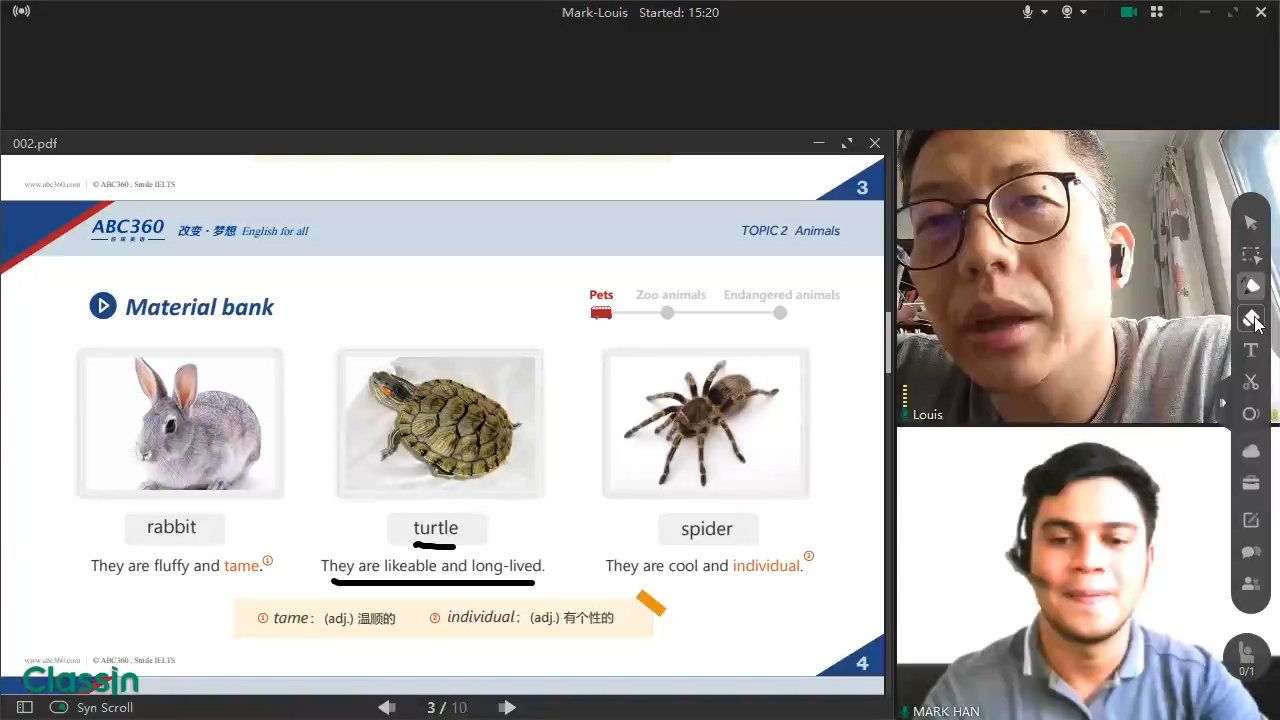 Mark-Louis Started: 15:20
002.pdf
www.abc360.com | © ABC360 . Smile IELTS
3
ABC360
改变·梦想 English for all
TOPIC 2 Animals
Material bank
Pets Zoo animals Endangered animals
rabbit
turtle
spider
They are fluffy and tame.①
They are likeable and long-lived.
They are cool and individual.②
① tame: (adj.) 温顺的 ② individual: (adj.) 有个性的
www.abc360.com | © ABC360 . Smile IELTS
4
ClassIn
Syn Scroll
3 / 10
Louis
T
0/1
MARK HAN